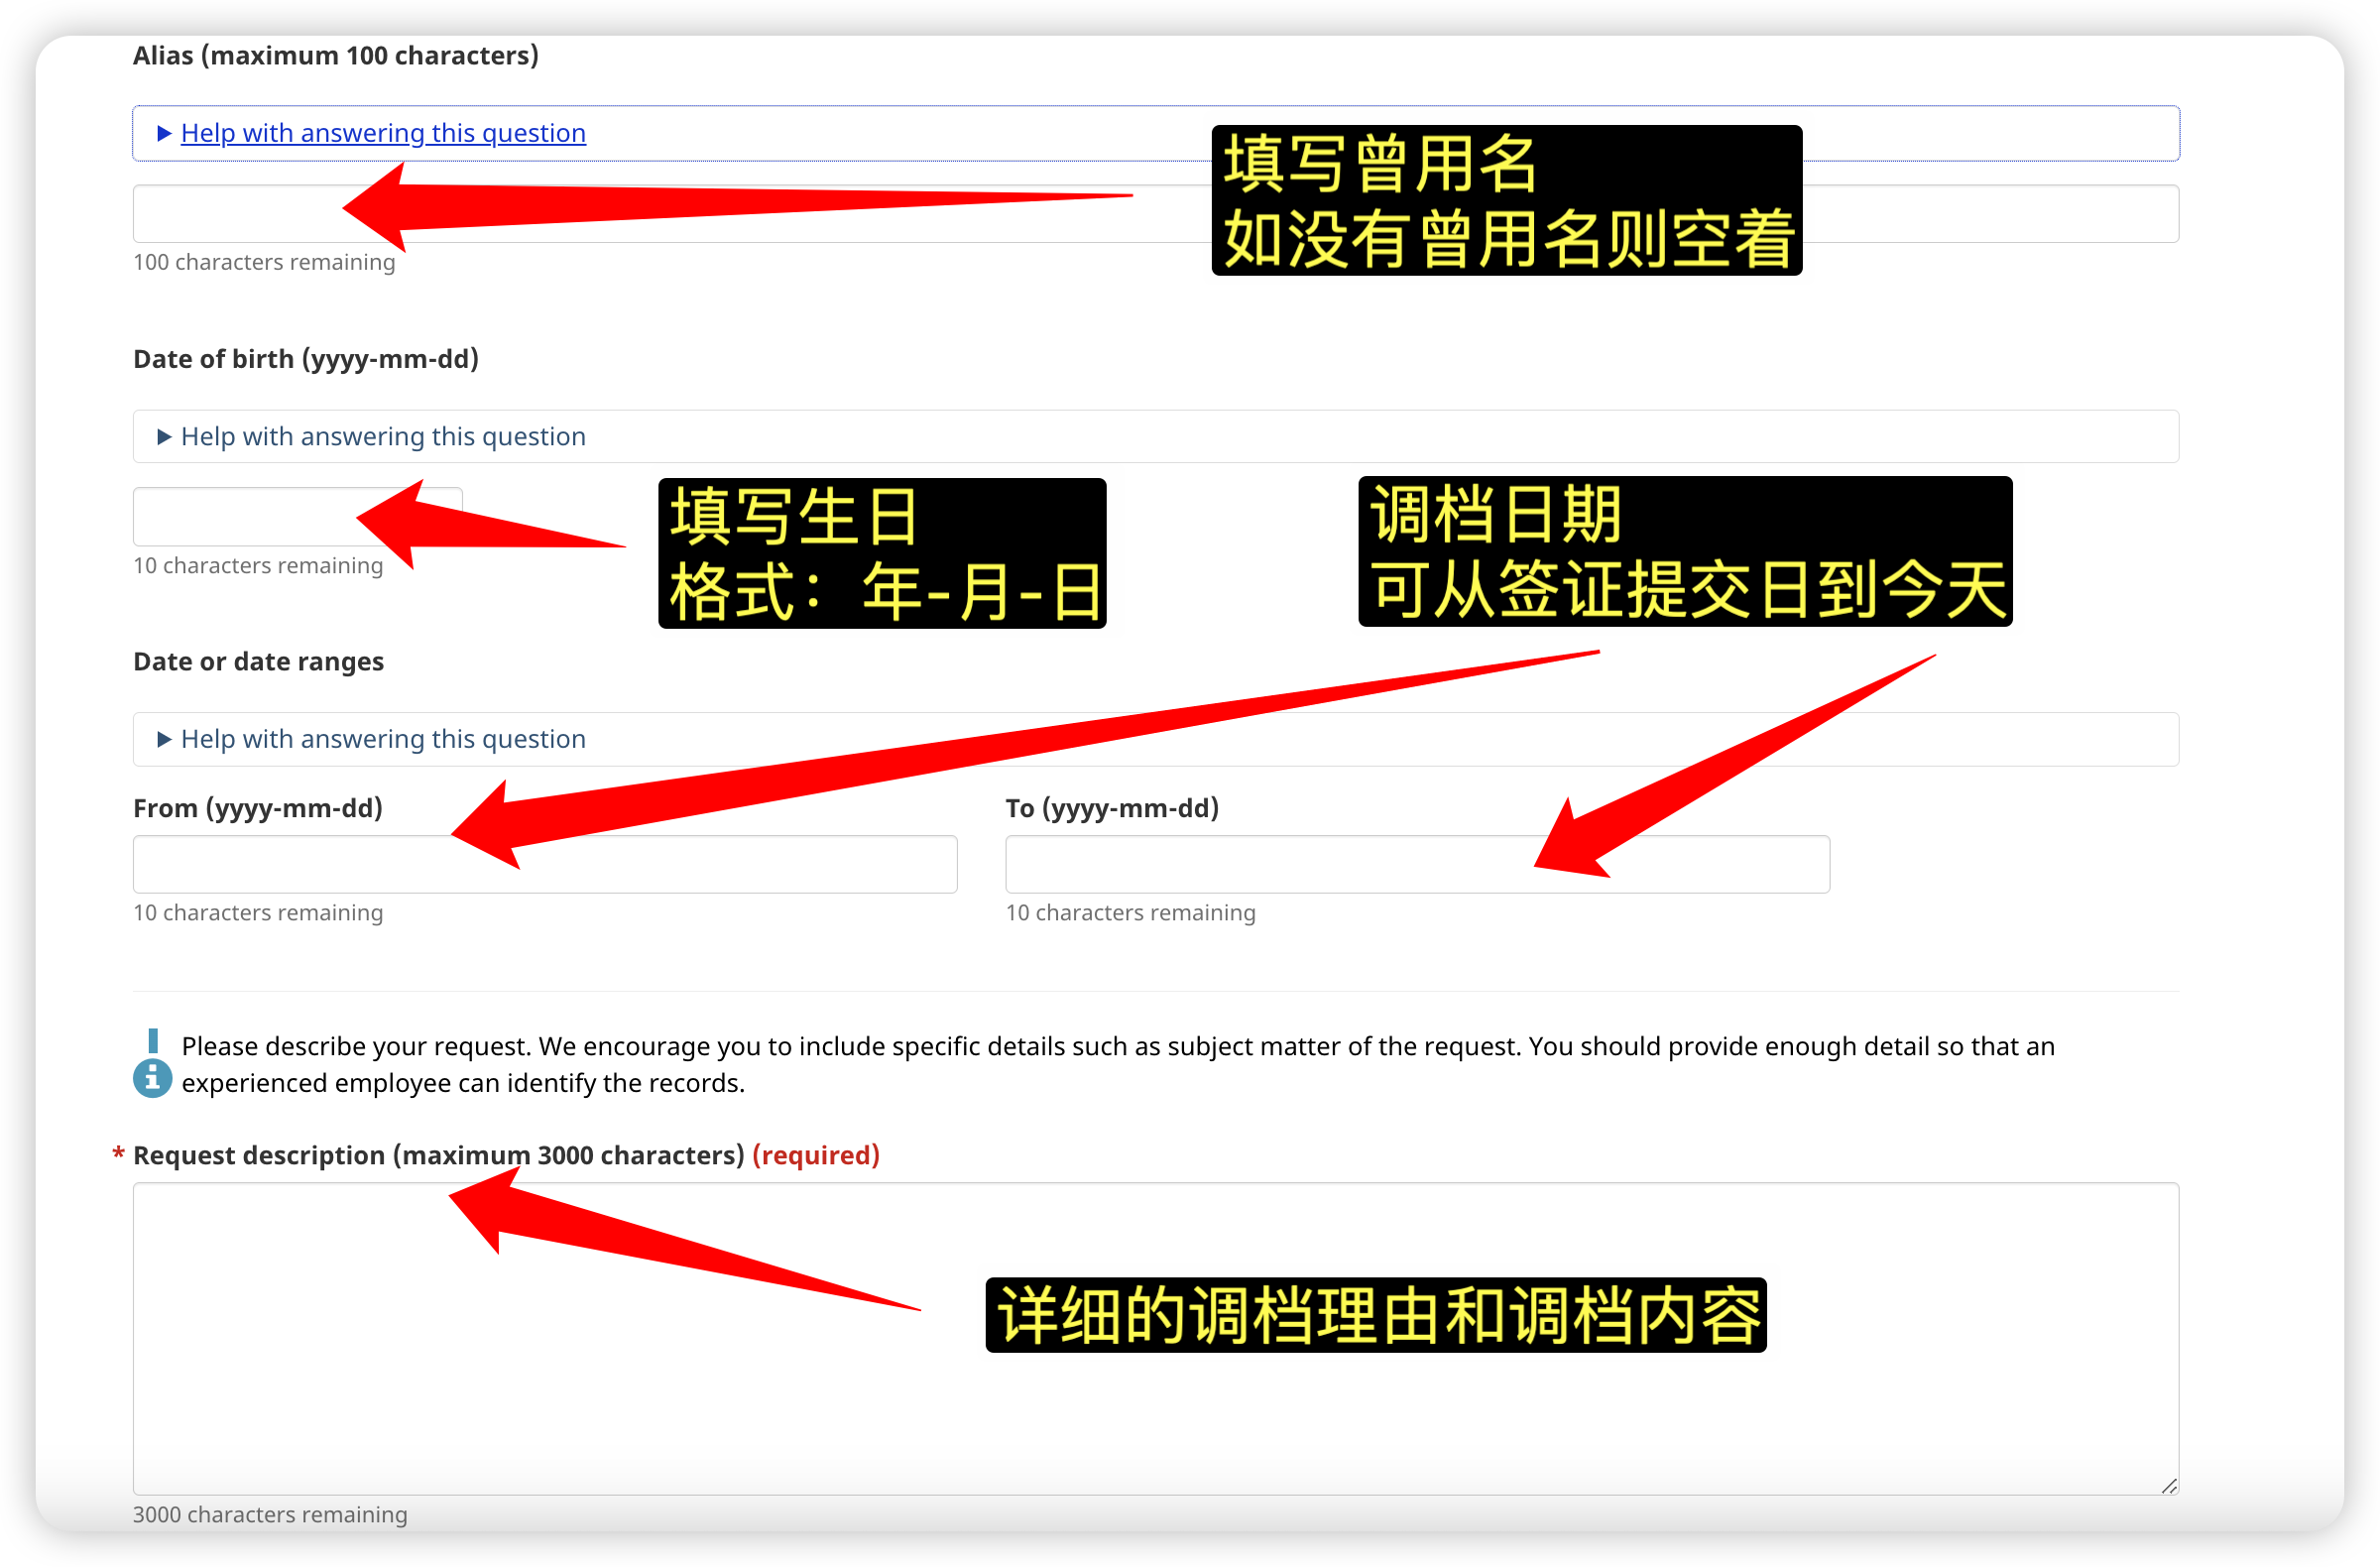 Alias (maximum 100 characters)
Help with answering this question
填写曾用名
如没有曾用名则空着
100 characters remaining
Date of birth (yyyy-mm-dd)
Help with answering this question
填写生日
格式：年-月-日
调档日期
可从签证提交日到今天
10 characters remaining
Date or date ranges
Help with answering this question
From (yyyy-mm-dd)
To (yyyy-mm-dd)
10 characters remaining
10 characters remaining
Please describe your request. We encourage you to include specific details such as subject matter of the request. You should provide enough detail so that an
experienced employee can identify the records.
* Request description (maximum 3000 characters) (required)
详细的调档理由和调档内容
3000 characters remaining